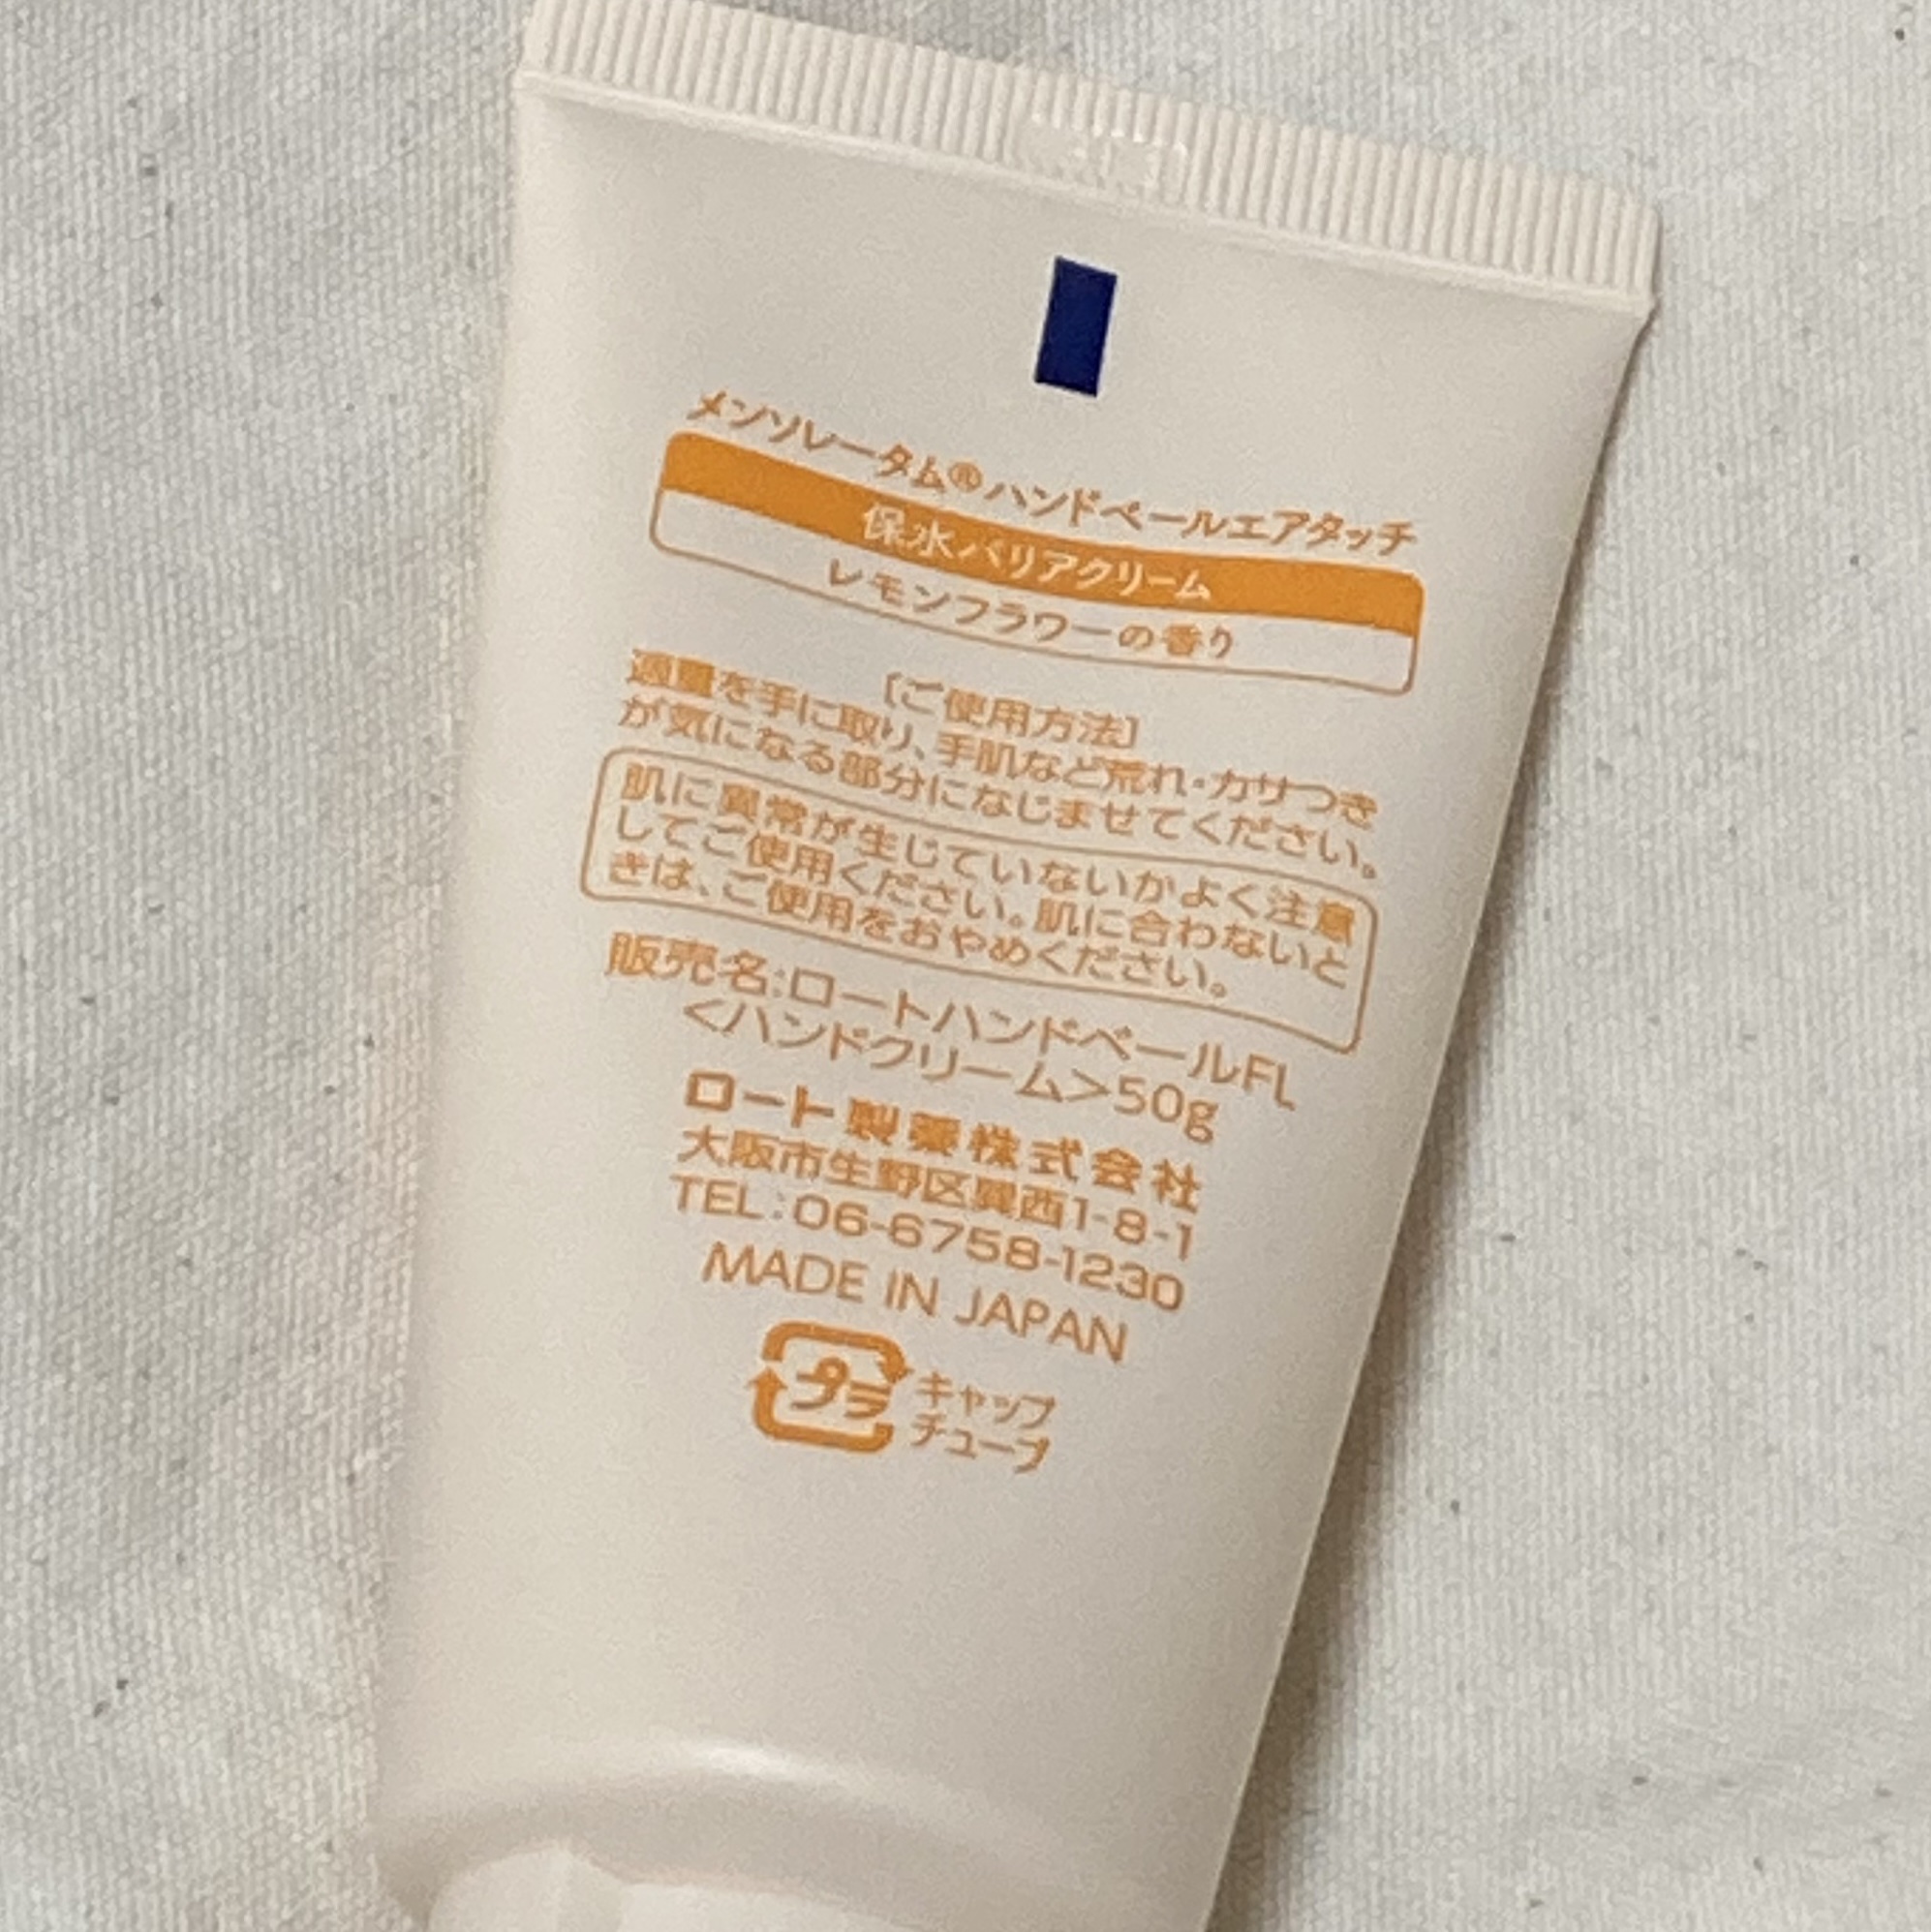 メンソレータム®ハンドベールエアタッチ
保水バリアクリーム
レモンフラワーの香り
〔ご使用方法〕
適量を手に取り、手肌など荒れ・カサつき
が気になる部分になじませてください。
肌に異常が生じていないかよく注意
してご使用ください。肌に合わないと
きは、ご使用をおやめください。
販売名:ロートハンドベールFL
<ハンドクリーム>50g
ロート製薬株式会社
大阪市生野区巽西1-8-1
TEL:06-6758-1230
MADE IN JAPAN
プラ
キャップ
チューブ